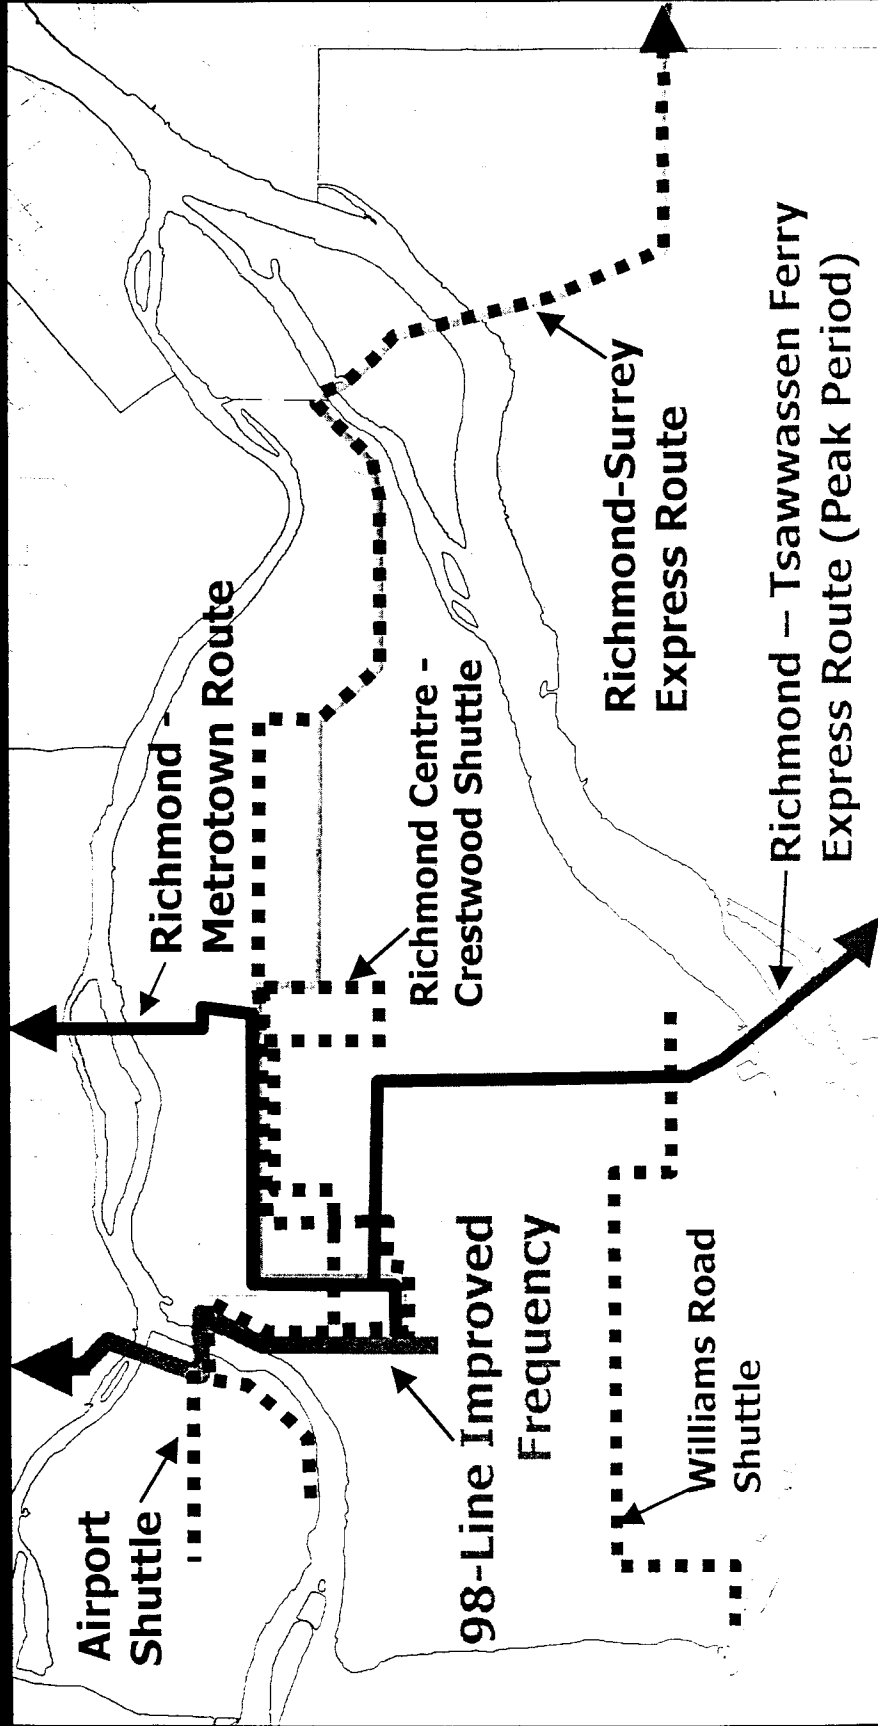 Airport
Shuttle
Richmond -
Metrotown Route
Richmond Centre -
Crestwood Shuttle
98-Line Improved
Frequency
Richmond-Surrey
Express Route
Williams Road
Shuttle
Richmond – Tsawwassen Ferry
Express Route (Peak Period)